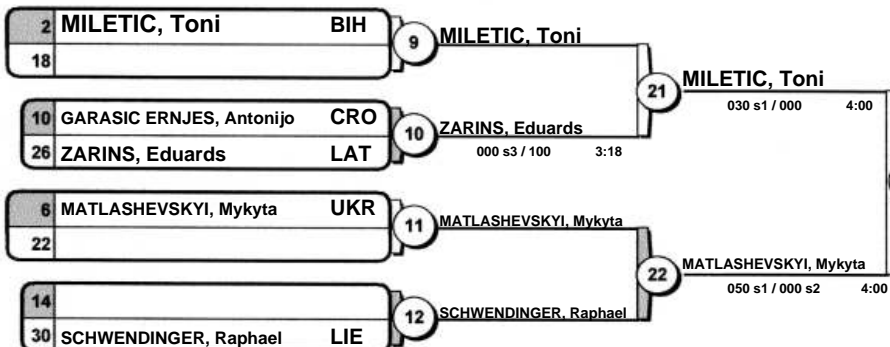 2 MILETIC, Toni BIH
18
9 MILETIC, Toni
10 GARASIC ERNJES, Antonijo CRO
26 ZARINS, Eduards LAT
10 ZARINS, Eduards
000 s3 / 100 3:18
21 MILETIC, Toni
030 s1 / 000 4:00
6 MATLASHEVSKYI, Mykyta UKR
22
11 MATLASHEVSKYI, Mykyta
14
30 SCHWENDINGER, Raphael LIE
12 SCHWENDINGER, Raphael
22 MATLASHEVSKYI, Mykyta
050 s1 / 000 s2 4:00